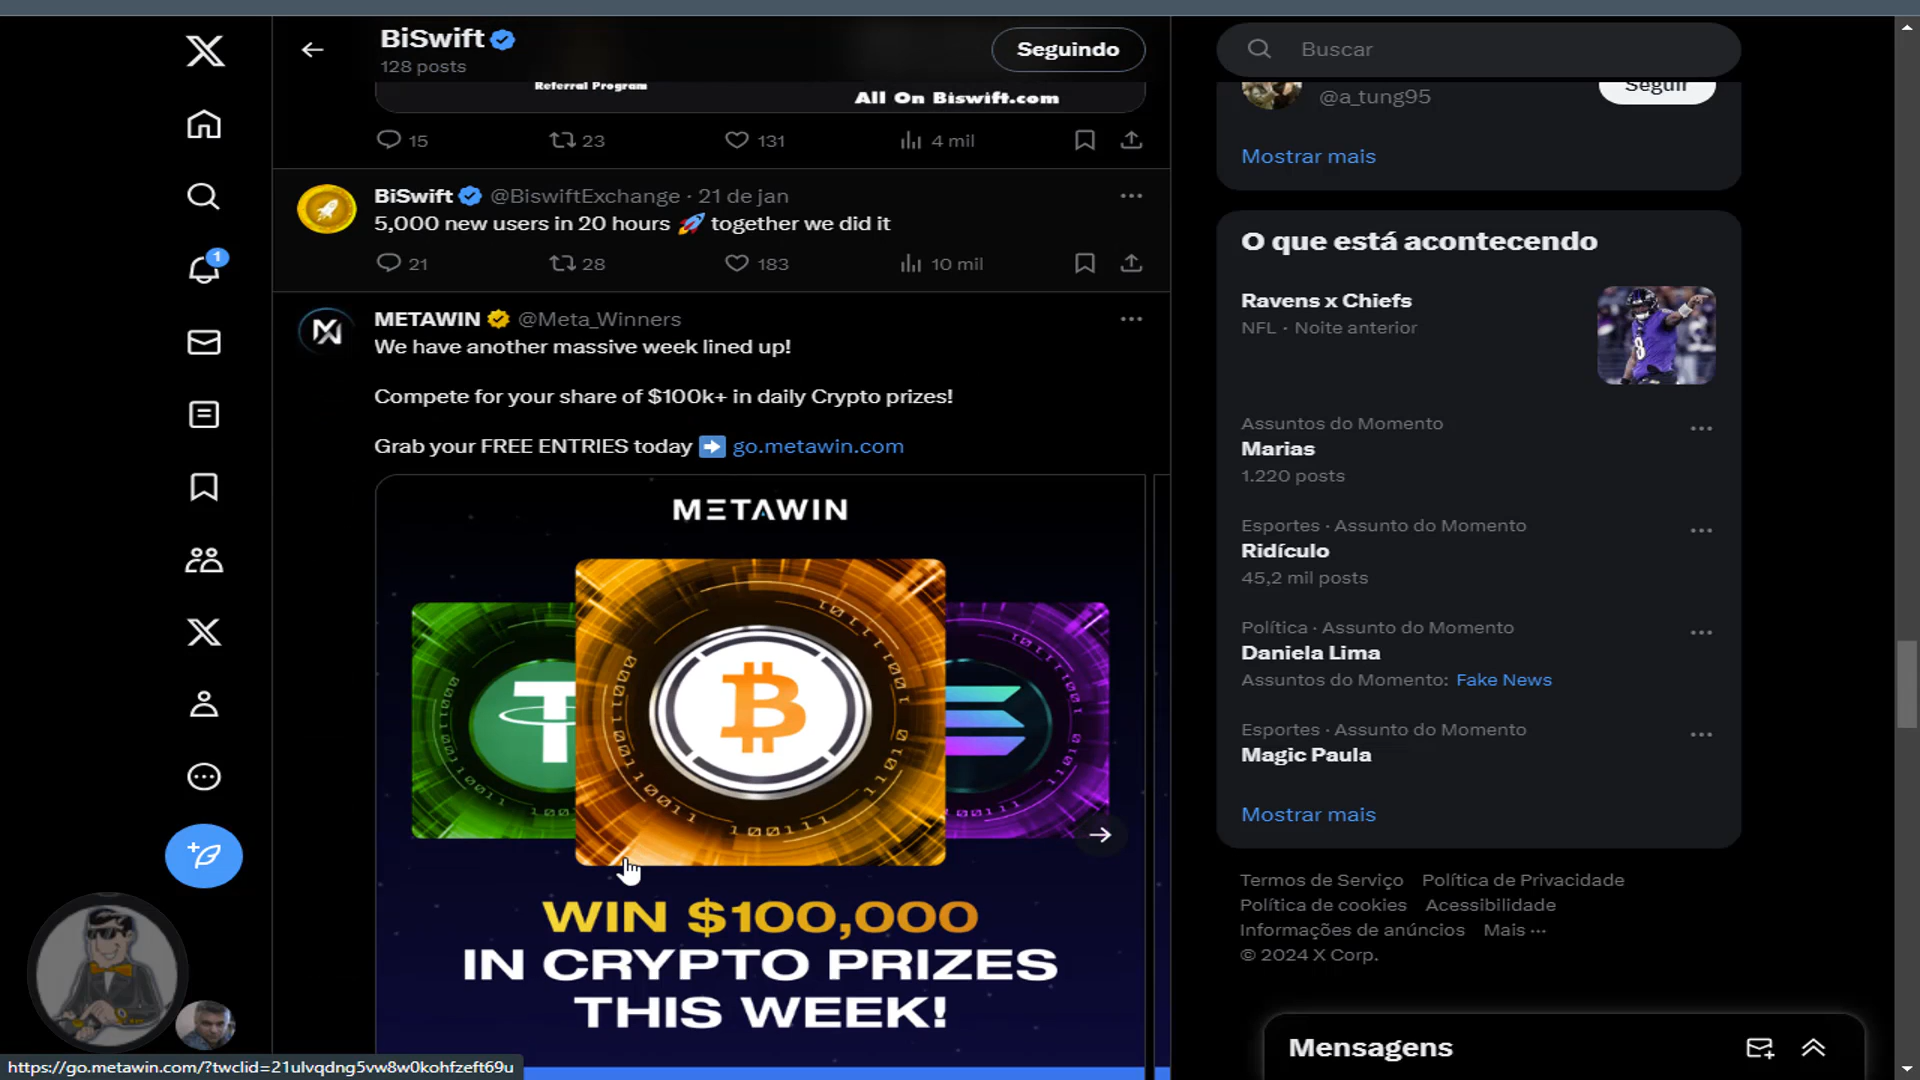 BiSwift
128 posts
Seguindo
Referral Program
All On Biswift.com
15
23
131
4 mil
BiSwift @BiswiftExchange · 21 de jan
5,000 new users in 20 hours 🚀 together we did it
21
28
183
10 mil
METAWIN @Meta_Winners
We have another massive week lined up!
Compete for your share of $100k+ in daily Crypto prizes!
Grab your FREE ENTRIES today ➡️ go.metawin.com
METAWIN
WIN $100,000
IN CRYPTO PRIZES
THIS WEEK!
1
https://go.metawin.com/?twclid=21ulvqdng5vw8w0kohfzeft69u
Buscar
@a_tung95
Seguir
Mostrar mais
O que está acontecendo
Ravens x Chiefs
NFL · Noite anterior
Assuntos do Momento
Marias
1.220 posts
Esportes · Assunto do Momento
Ridículo
45,2 mil posts
Política · Assunto do Momento
Daniela Lima
Assuntos do Momento: Fake News
Esportes · Assunto do Momento
Magic Paula
Mostrar mais
Termos de Serviço Política de Privacidade
Política de cookies Acessibilidade
Informações de anúncios Mais ···
© 2024 X Corp.
Mensagens